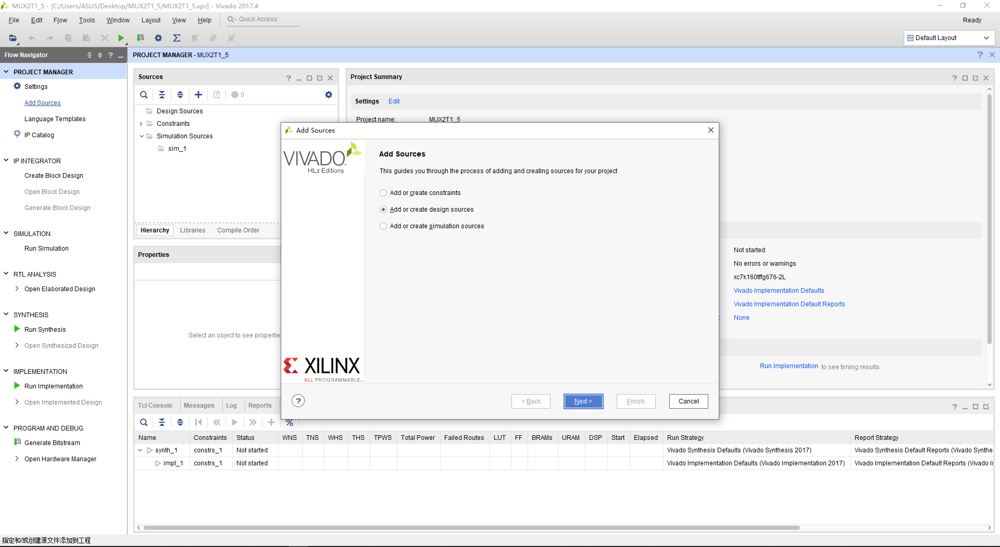 MUX2T1_5 - [C:/Users/ASUS/Desktop/MUX2T1_5/MUX2T1_5.xpr] - Vivado 2017.4
File Edit Flow Tools Window Layout View Help Quick Access Ready
Default Layout
Flow Navigator
PROJECT MANAGER
Settings
Add Sources
Language Templates
IP Catalog
IP INTEGRATOR
Create Block Design
Open Block Design
Generate Block Design
SIMULATION
Run Simulation
RTL ANALYSIS
Open Elaborated Design
SYNTHESIS
Run Synthesis
Open Synthesized Design
IMPLEMENTATION
Run Implementation
Open Implemented Design
PROGRAM AND DEBUG
Generate Bitstream
Open Hardware Manager
PROJECT MANAGER - MUX2T1_5
Sources
0
Design Sources
Constraints
Simulation Sources
sim_1
Hierarchy Libraries Compile Order
Properties
Select an object to see propertie
Project Summary
Settings Edit
Project name: MUX2T1_5
Not started
No errors or warnings
xc7k160tffg676-2L
Vivado Implementation Defaults
Vivado Implementation Default Reports
None
Run Implementation to see timing results
Add Sources
VIVADO
HLx Editions
Add Sources
This guides you through the process of adding and creating sources for your project
Add or create constraints
Add or create design sources
Add or create simulation sources
XILINX
ALL PROGRAMMABLE
? < Back Next > Finish Cancel
Tcl Console Messages Log Reports
Name Constraints Status WNS TNS WHS THS TPWS Total Power Failed Routes LUT FF BRAMs URAM DSP Start Elapsed Run Strategy Report Strategy
synth_1 constrs_1 Not started Vivado Synthesis Defaults (Vivado Synthesis 2017) Vivado Synthesis Default Reports (Vivado Synthe
impl_1 constrs_1 Not started Vivado Implementation Defaults (Vivado Implementation 2017) Vivado Implementation Default Reports (Vivado I
指定和/或创建源文件添加到工程